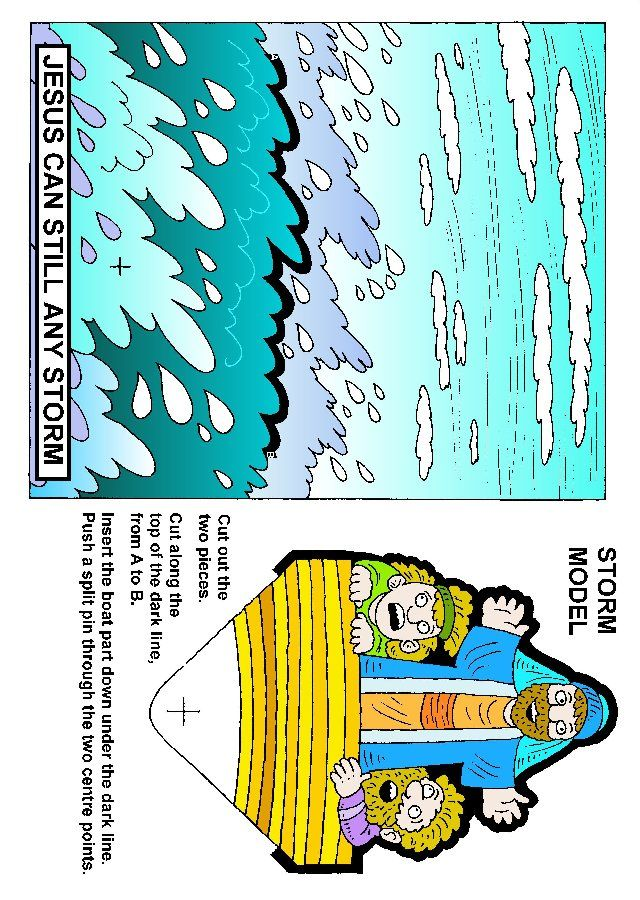 JESUS CAN STILL ANY STORM
A
B
STORM
MODEL
Cut out the
two pieces.
Cut along the
top of the dark line,
from A to B.
Insert the boat part down under the dark line.
Push a split pin through the two centre points.